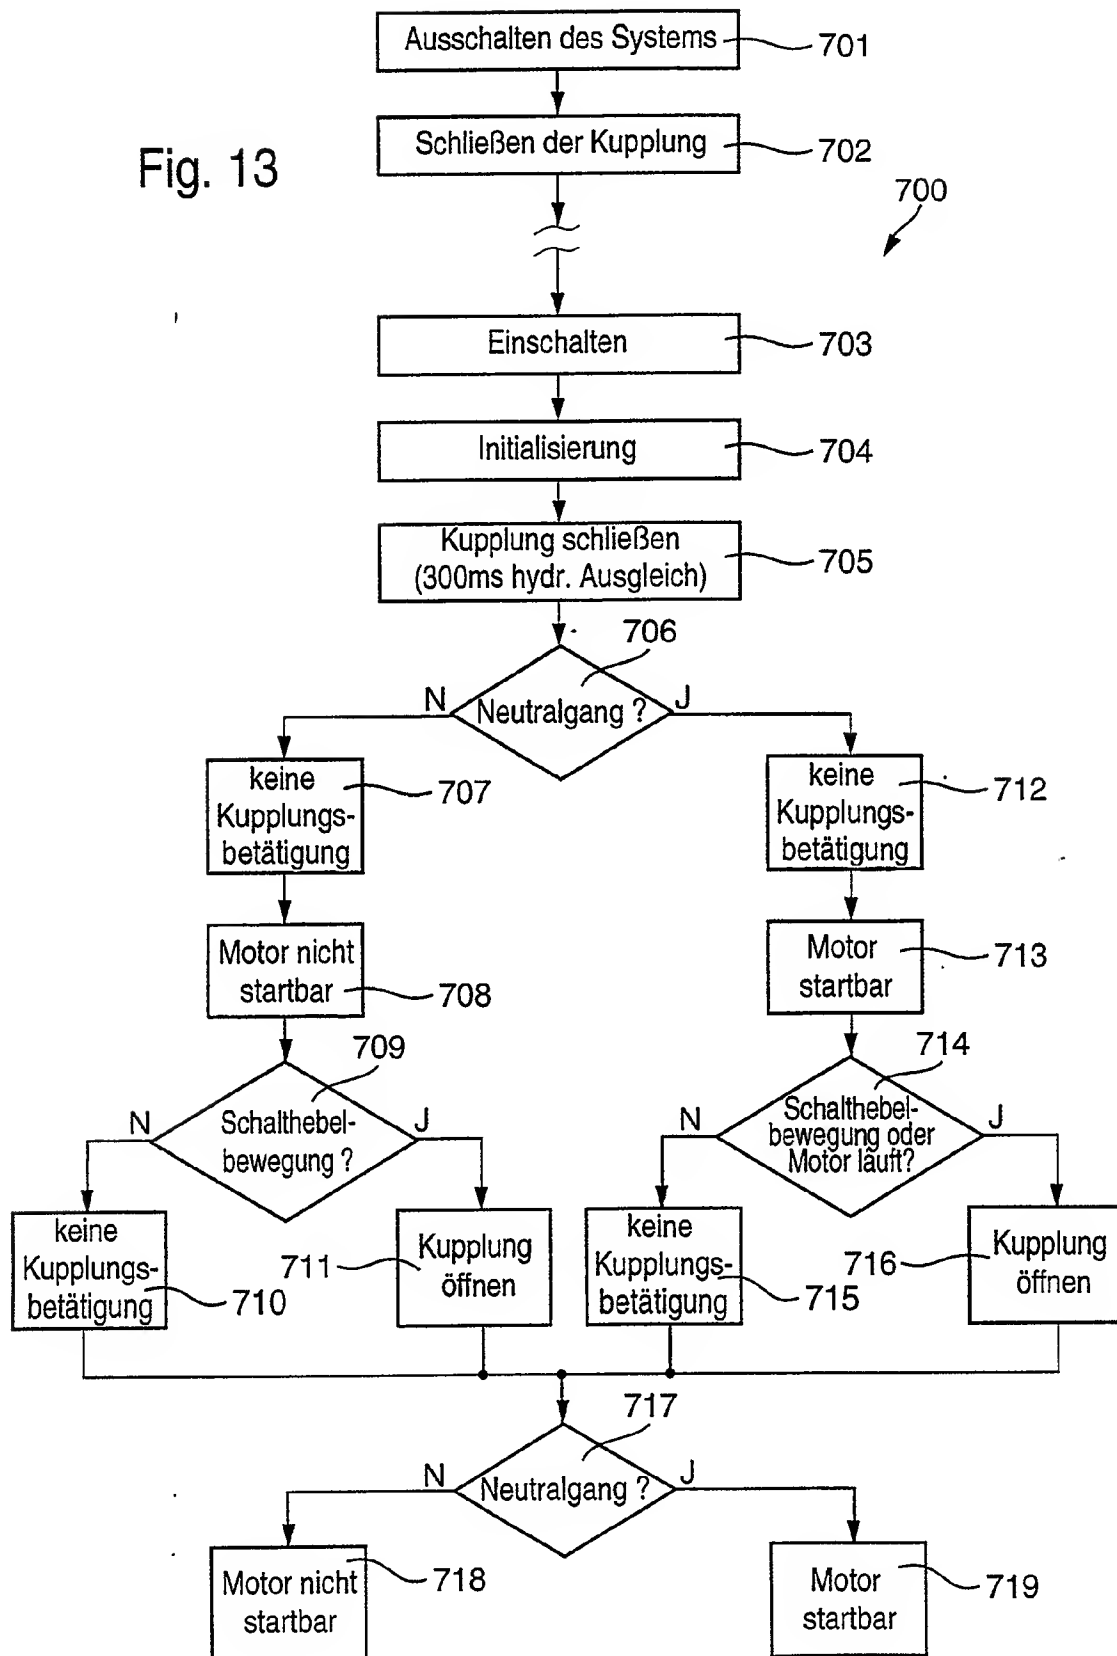 Ausschalten des Systems
701
Schließen der Kupplung
702
Fig. 13
700
Einschalten
703
Initialisierung
704
Kupplung schließen
(300ms hydr. Ausgleich)
705
706
N
Neutralgang ?
J
keine
Kupplungs-
betätigung
707
keine
Kupplungs-
betätigung
712
Motor nicht
startbar
708
Motor
startbar
713
709
N
Schalthebel-
bewegung ?
J
714
N
Schalthebel-
bewegung oder
Motor läuft?
J
keine
Kupplungs-
betätigung
710
711
Kupplung
öffnen
keine
Kupplungs-
betätigung
715
716
Kupplung
öffnen
717
N
Neutralgang ?
J
Motor nicht
startbar
718
Motor
startbar
719